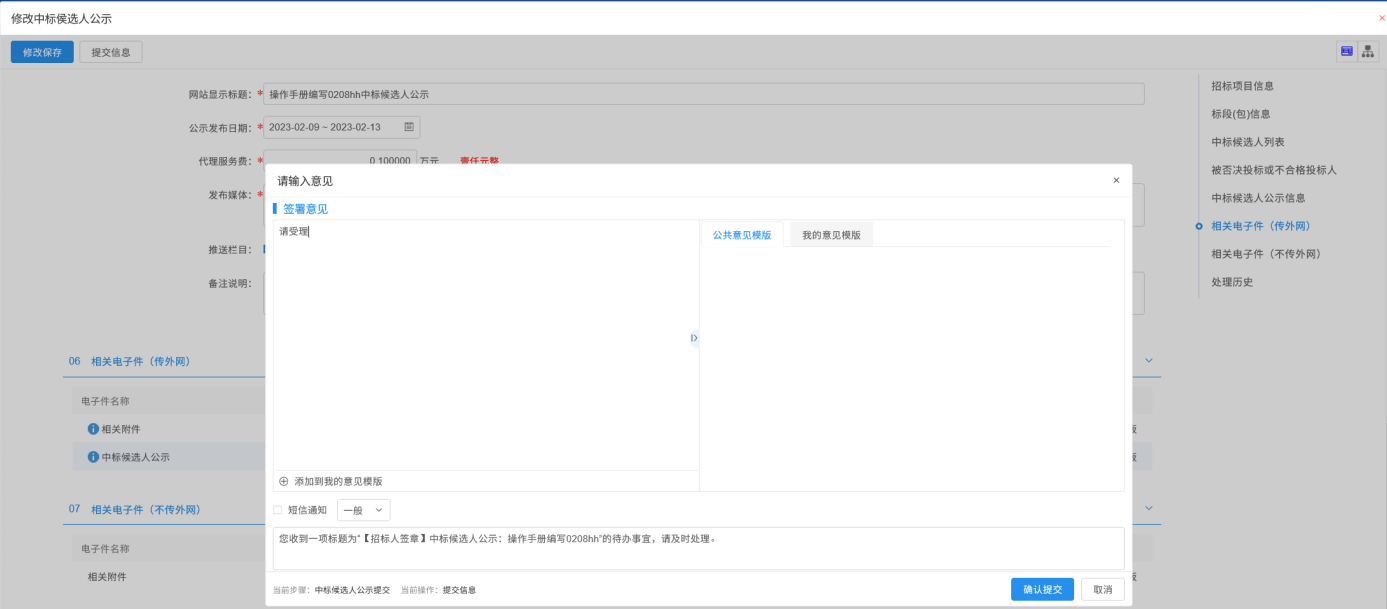 修改中标侯选人公示
×
修改保存 提交信息
网站显示标题： * 操作手册编写0208hh中标候选人公示
公示发布日期： * 2023-02-09 ~ 2023-02-13
代理服务费： * 0.100000 万元 壹仟元整
发布媒体： *
推送栏目：
备注说明：
招标项目信息
标段(包)信息
中标候选人列表
被否决投标或不合格投标人
中标候选人公示信息
相关电子件（传外网）
相关电子件（不传外网）
处理历史
06 相关电子件（传外网）
电子件名称
相关附件
中标候选人公示
07 相关电子件（不传外网）
电子件名称
相关附件
请输入意见 ×
签署意见
请受理
公共意见模版 我的意见模版
添加到我的意见模版
短信通知 一般
您收到一项标题为“【招标人签章】中标候选人公示：操作手册编写0208hh”的待办事宜，请及时处理。
当前步骤：中标候选人公示提交 当前操作：提交信息
确认提交 取消